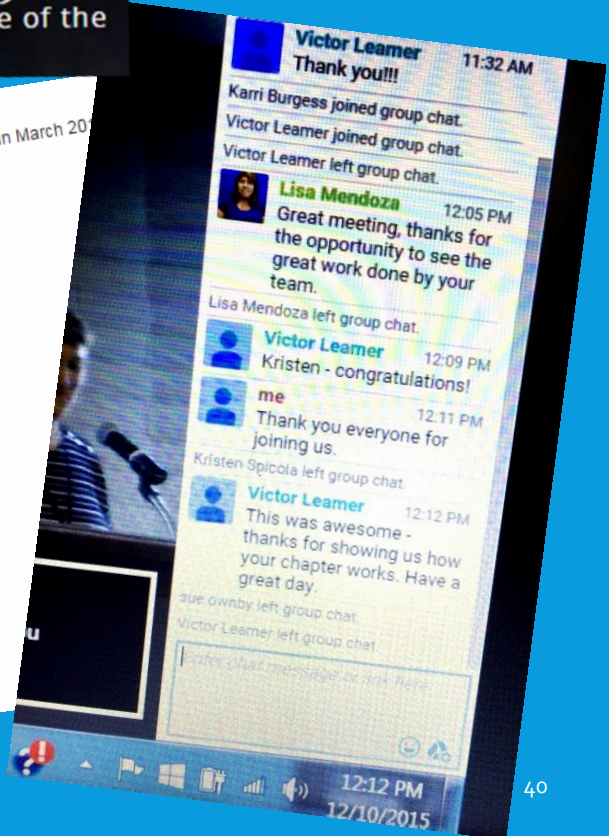 e of the
in March 201
Victor Leamer 11:32 AM
Thank you!!!
Karri Burgess joined group chat.
Victor Leamer joined group chat.
Victor Leamer left group chat.
Lisa Mendoza 12:05 PM
Great meeting, thanks for
the opportunity to see the
great work done by your
team.
Lisa Mendoza left group chat.
Victor Leamer 12:09 PM
Kristen - congratulations!
me 12:11 PM
Thank you everyone for
joining us.
Kristen Spicola left group chat.
Victor Leamer 12:12 PM
This was awesome -
thanks for showing us how
your chapter works. Have a
great day.
sue ownby left group chat.
Victor Leamer left group chat.
Enter chat message or link here
u
12:12 PM
12/10/2015
40